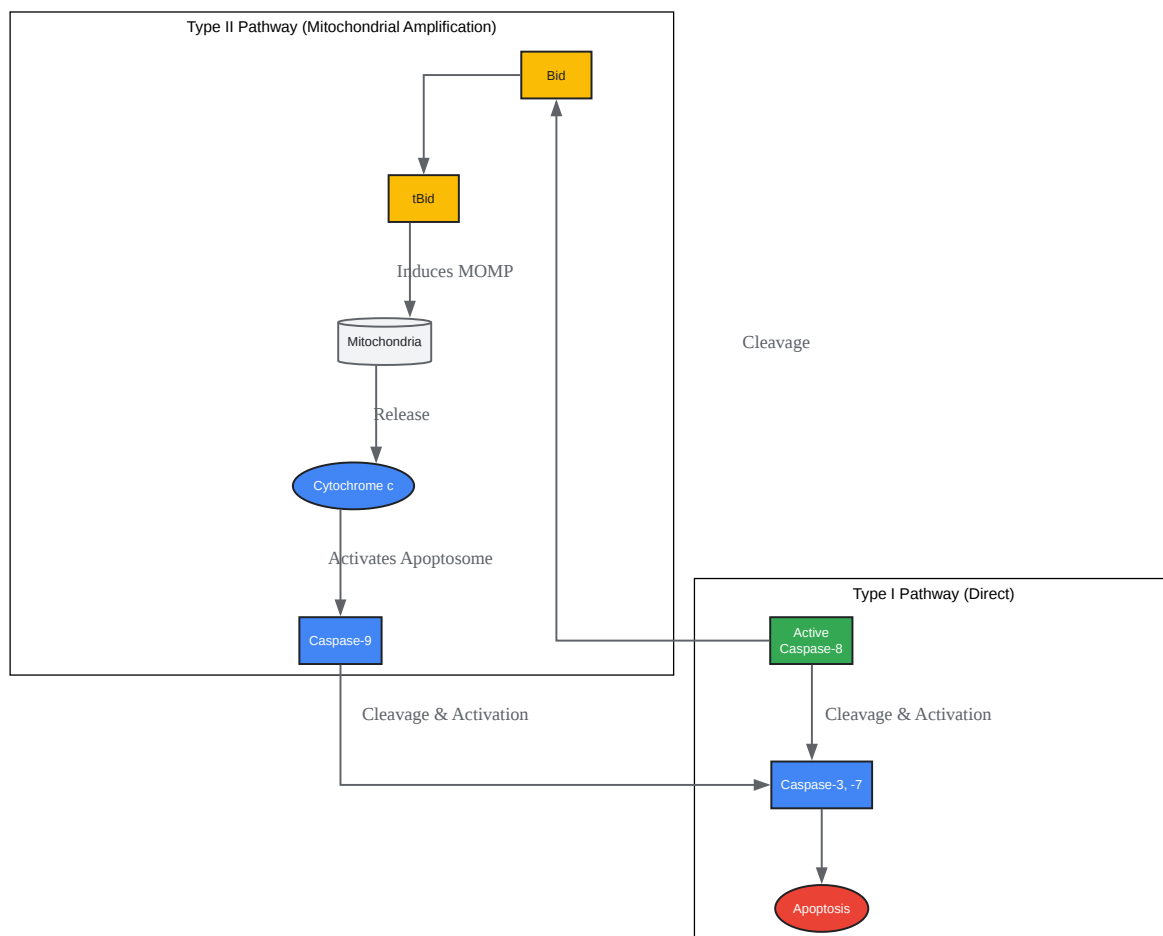 Type II Pathway (Mitochondrial Amplification)
Bid
tBid
Induces MOMP
Mitochondria
Cleavage
Release
Cytochrome c
Activates Apoptosome
Type I Pathway (Direct)
Caspase-9
Active
Caspase-8
Cleavage & Activation
Cleavage & Activation
Caspase-3, -7
Apoptosis